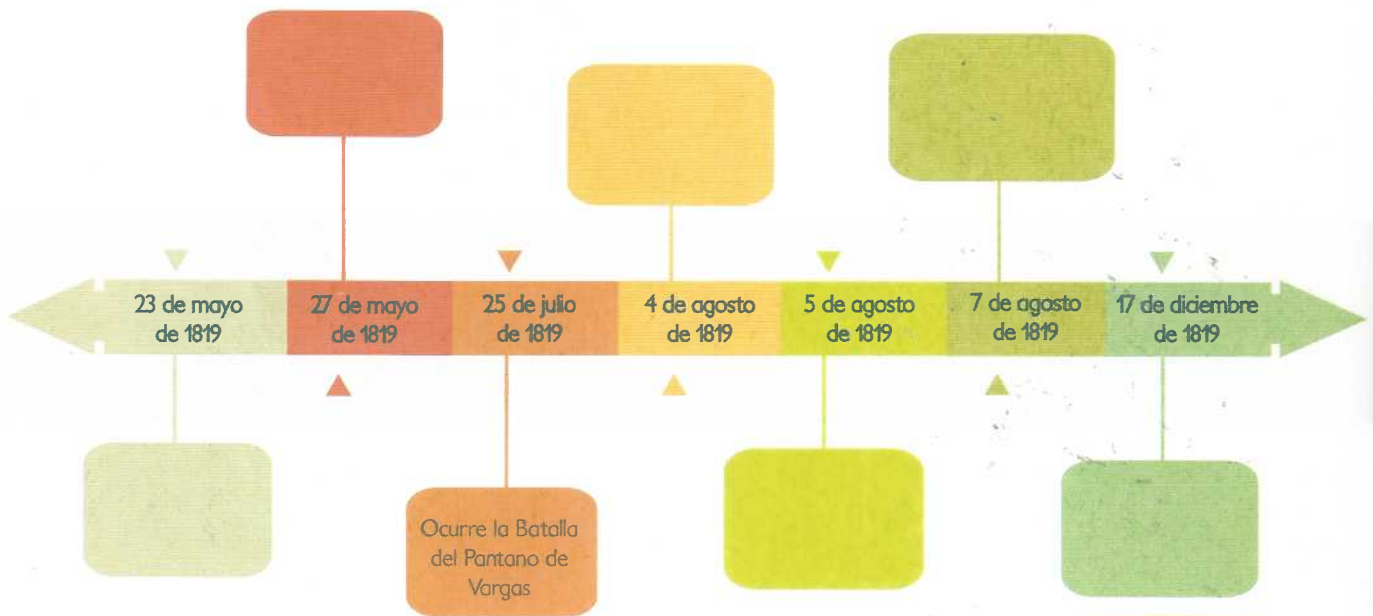 23 de mayo
de 1819
27 de mayo
de 1819
25 de julio
de 1819
4 de agosto
de 1819
5 de agosto
de 1819
7 de agosto
de 1819
17 de diciembre
de 1819
Ocurre la Batalla
del Pantano de
Vargas